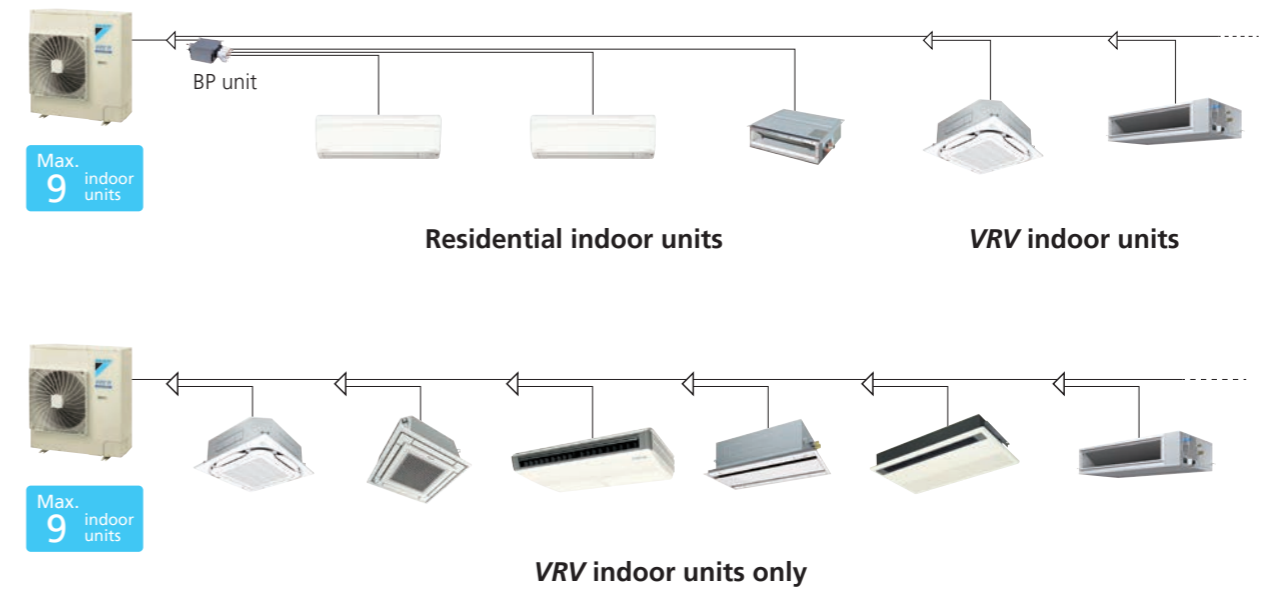 BP unit
Max.
9 indoor
units
Residential indoor units
VRV indoor units
Max.
9 indoor
units
VRV indoor units only